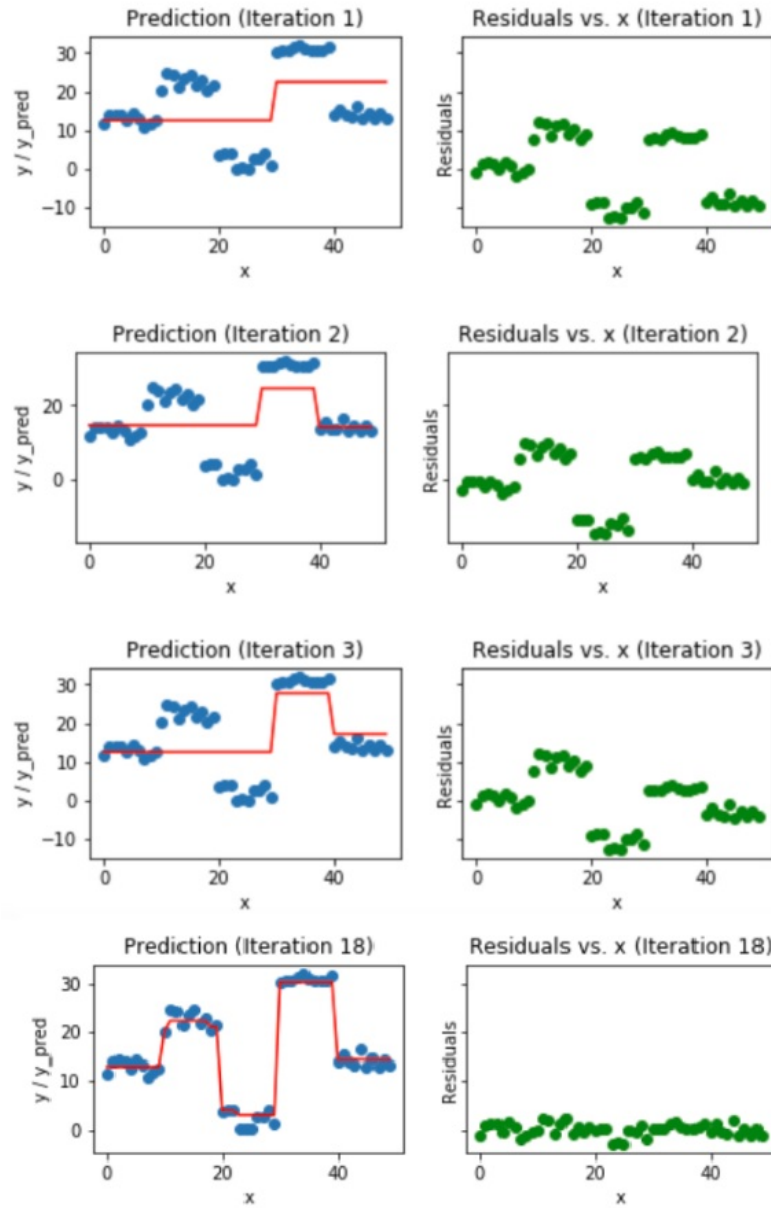 Prediction (Iteration 1)
y / y_pred
30
20
10
0
−10
0 20 40
x
Residuals vs. x (Iteration 1)
Residuals
0 20 40
x
Prediction (Iteration 2)
y / y_pred
20
0
0 20 40
x
Residuals vs. x (Iteration 2)
Residuals
0 20 40
x
Prediction (Iteration 3)
y / y_pred
30
20
10
0
−10
0 20 40
x
Residuals vs. x (Iteration 3)
Residuals
0 20 40
x
Prediction (Iteration 18)
y / y_pred
30
20
10
0
0 20 40
x
Residuals vs. x (Iteration 18)
Residuals
0 20 40
x